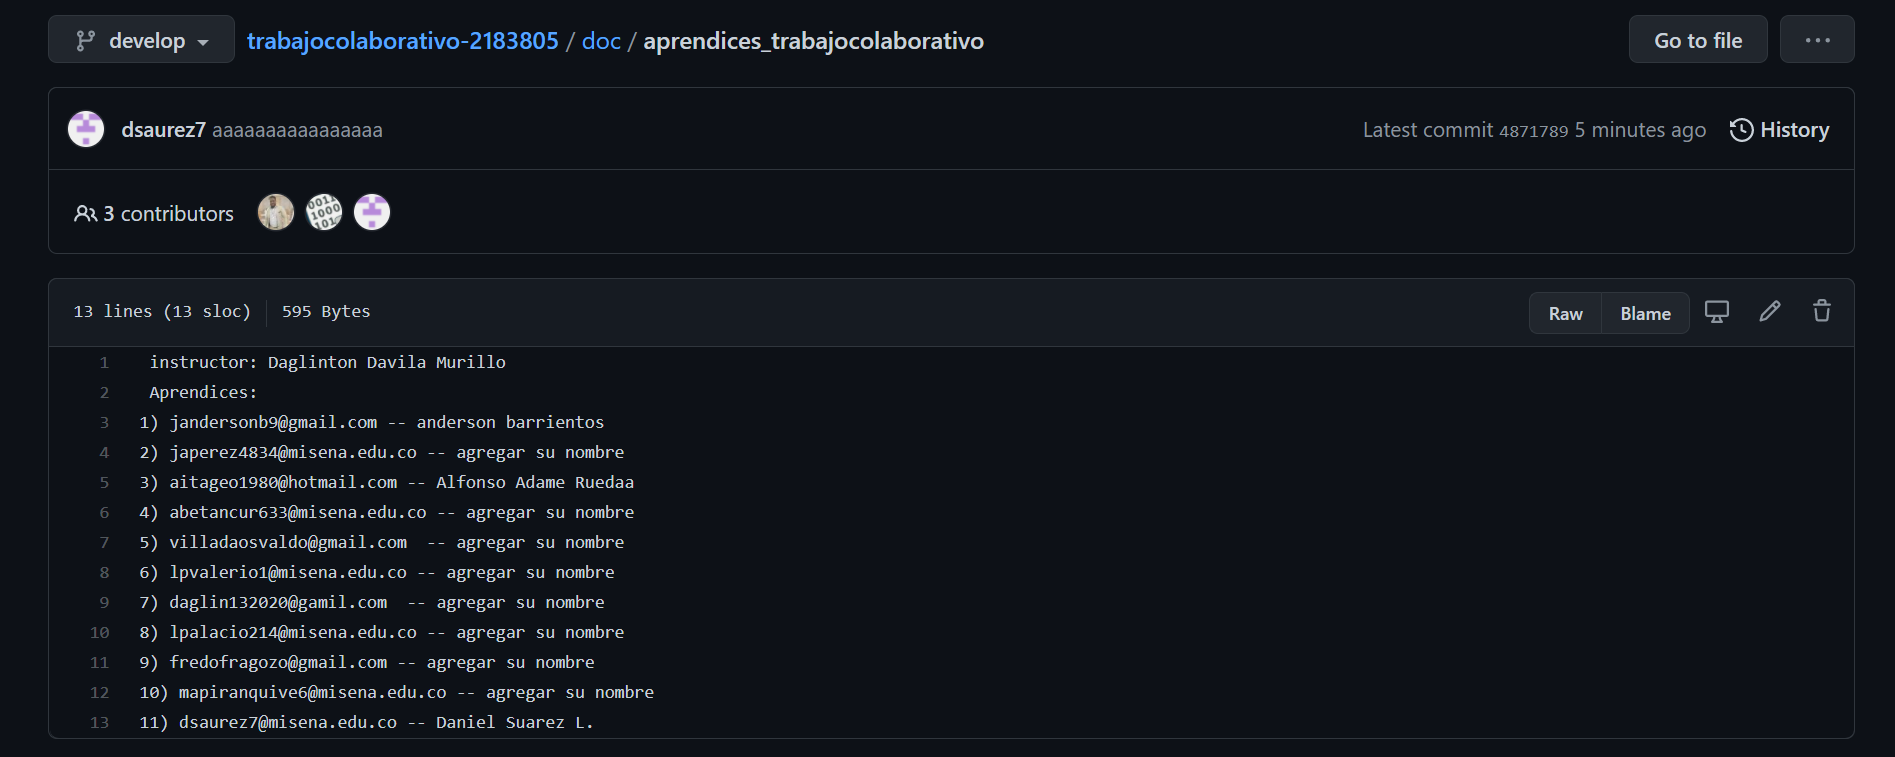 develop trabajocolaborativo-2183805 / doc / aprendices_trabajocolaborativo Go to file ...
dsaurez7 aaaaaaaaaaaaaaaa Latest commit 4871789 5 minutes ago History
3 contributors
13 lines (13 sloc) 595 Bytes Raw Blame
1 instructor: Daglinton Davila Murillo
2 Aprendices:
3 1) jandersonb9@gmail.com -- anderson barrientos
4 2) japerez4834@misena.edu.co -- agregar su nombre
5 3) aitageo1980@hotmail.com -- Alfonso Adame Ruedaa
6 4) abetancur633@misena.edu.co -- agregar su nombre
7 5) villadaosvaldo@gmail.com  -- agregar su nombre
8 6) lpvalerio1@misena.edu.co -- agregar su nombre
9 7) daglin132020@gamil.com  -- agregar su nombre
10 8) lpalacio214@misena.edu.co -- agregar su nombre
11 9) fredofragozo@gmail.com -- agregar su nombre
12 10) mapiranquive6@misena.edu.co -- agregar su nombre
13 11) dsaurez7@misena.edu.co -- Daniel Suarez L.